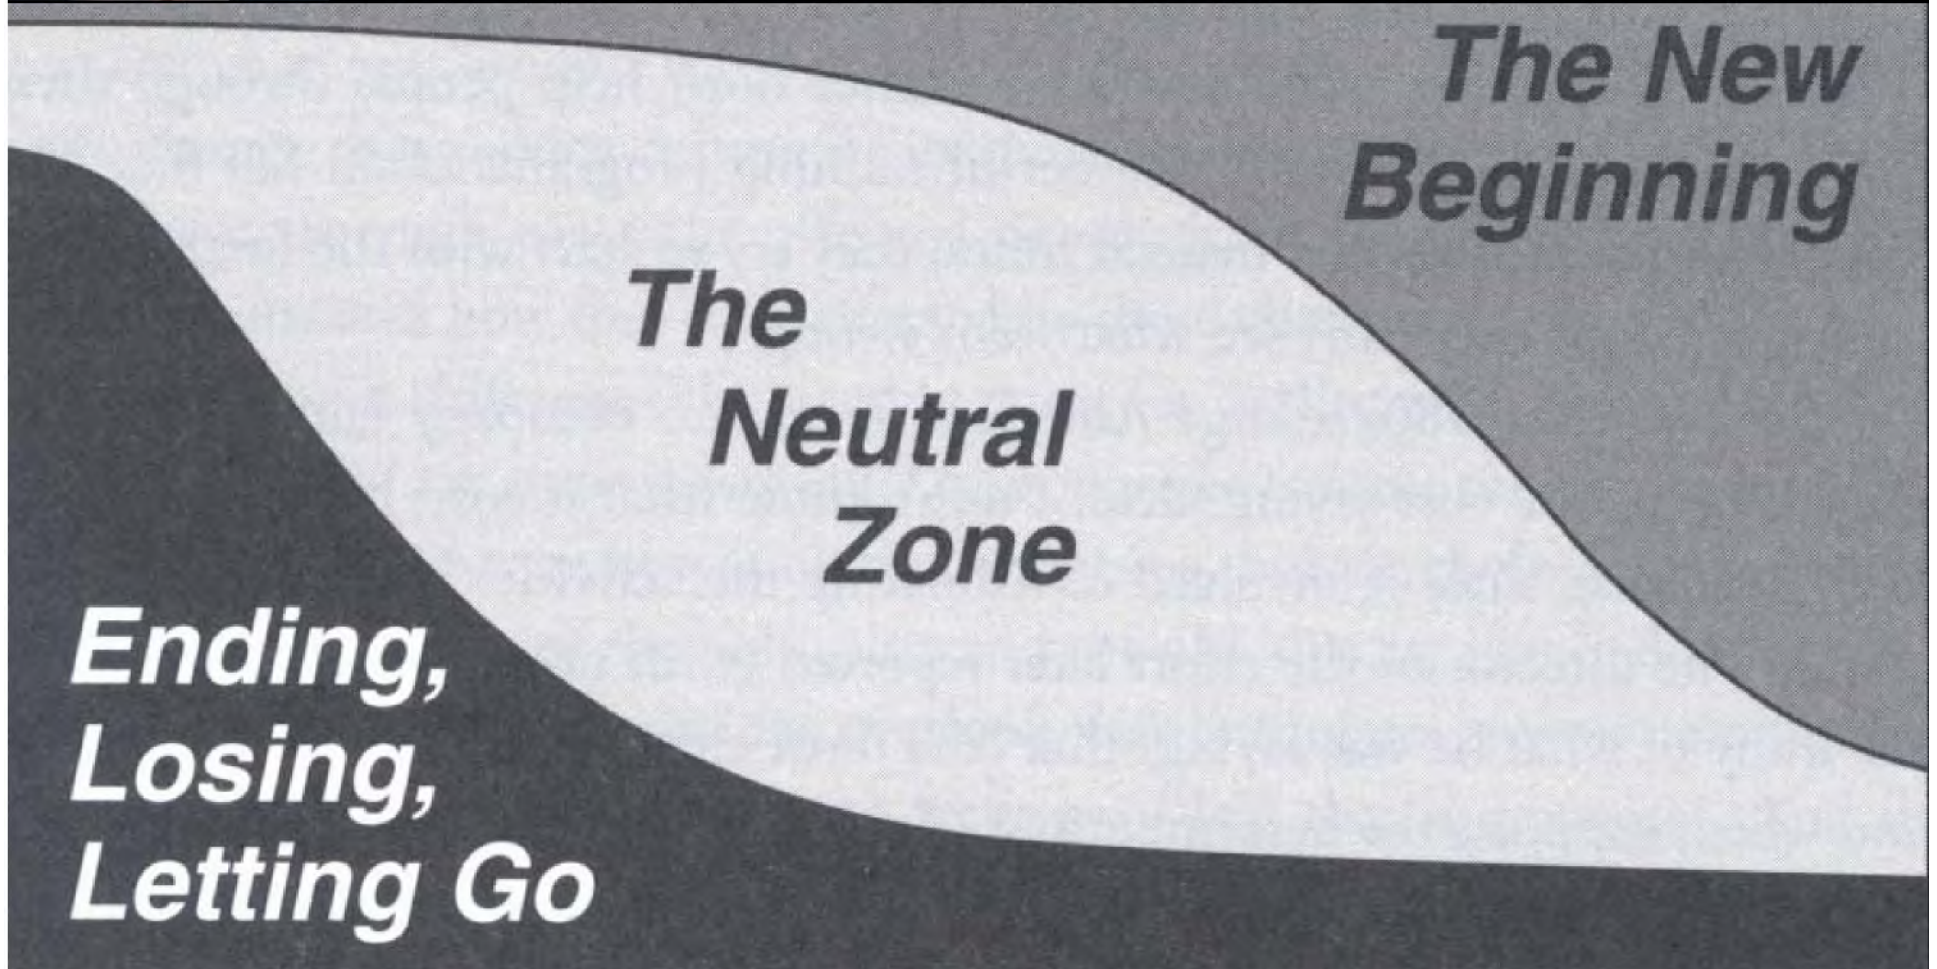 The New
Beginning
The
Neutral
Zone
Ending,
Losing,
Letting Go